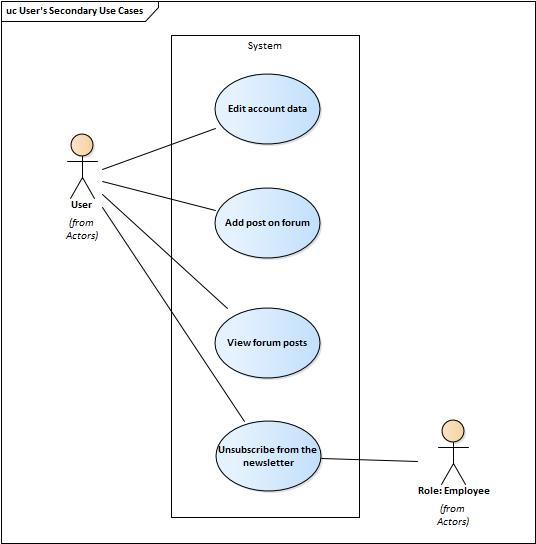 uc User's Secondary Use Cases
System
Edit account data
User
(from
Actors)
Add post on forum
View forum posts
Unsubscribe from the
newsletter
Role: Employee
(from
Actors)